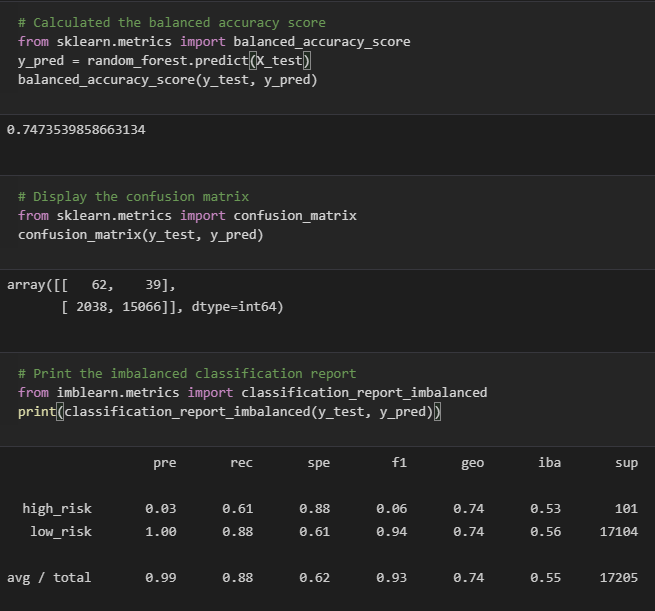 # Calculated the balanced accuracy score
from sklearn.metrics import balanced_accuracy_score
y_pred = random_forest.predict(X_test)
balanced_accuracy_score(y_test, y_pred)
0.7473539858663134
# Display the confusion matrix
from sklearn.metrics import confusion_matrix
confusion_matrix(y_test, y_pred)
array([[   62,    39],
       [ 2038, 15066]], dtype=int64)
# Print the imbalanced classification report
from imblearn.metrics import classification_report_imbalanced
print(classification_report_imbalanced(y_test, y_pred))
                   pre       rec       spe        f1       geo       iba       sup
  high_risk       0.03      0.61      0.88      0.06      0.74      0.53       101
   low_risk       1.00      0.88      0.61      0.94      0.74      0.56     17104
avg / total       0.99      0.88      0.62      0.93      0.74      0.55     17205